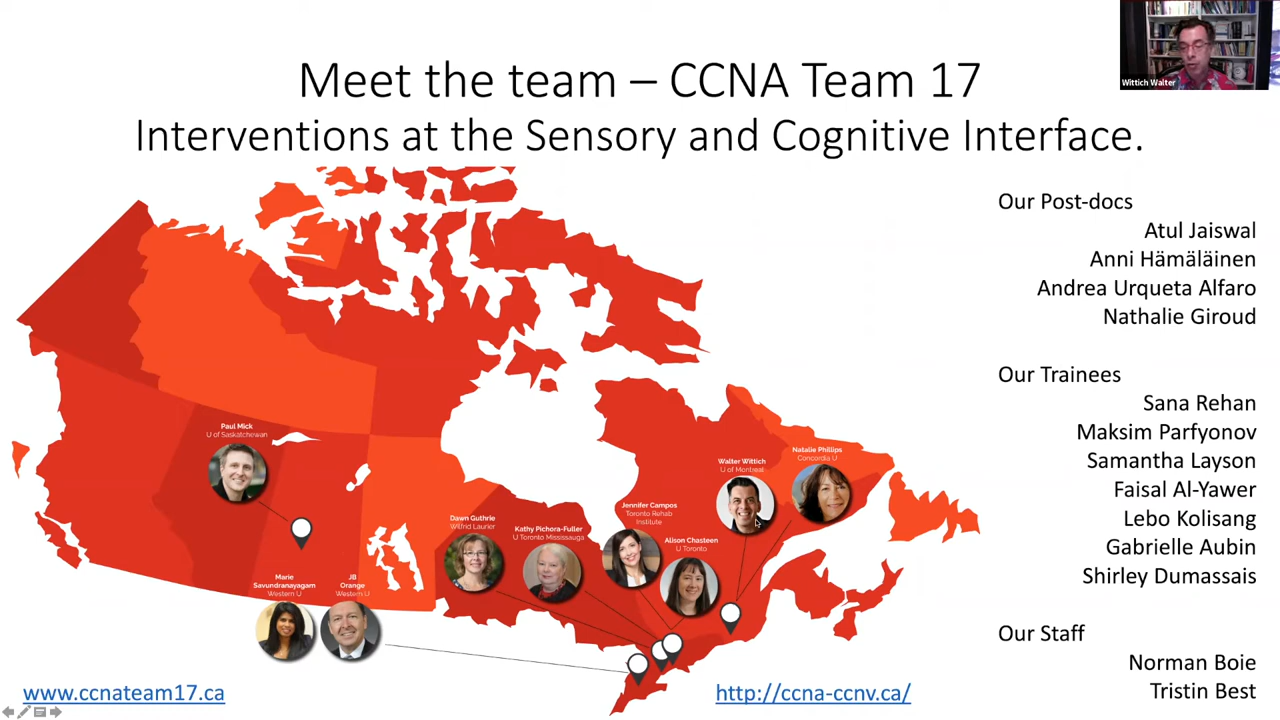 Wittich Walter
Meet the team – CCNA Team 17
Interventions at the Sensory and Cognitive Interface.
Our Post-docs
Atul Jaiswal
Anni Hämäläinen
Andrea Urqueta Alfaro
Nathalie Giroud
Our Trainees
Sana Rehan
Maksim Parfyonov
Samantha Layson
Faisal Al-Yawer
Lebo Kolisang
Gabrielle Aubin
Shirley Dumassais
Our Staff
Norman Boie
Tristin Best
Paul Mick
U of Saskatchewan
Natalie Phillips
Concordia U
Walter Wittich
U of Montreal
Jennifer Campos
Toronto Rehab
Institute
Dawn Guthrie
Wilfrid Laurier
Kathy Pichora-Fuller
U Toronto Mississauga
Alison Chasteen
U Toronto
Marie
Savundranayagam
Western U
JB
Orange
Western U
www.ccnateam17.ca
http://ccna-ccnv.ca/